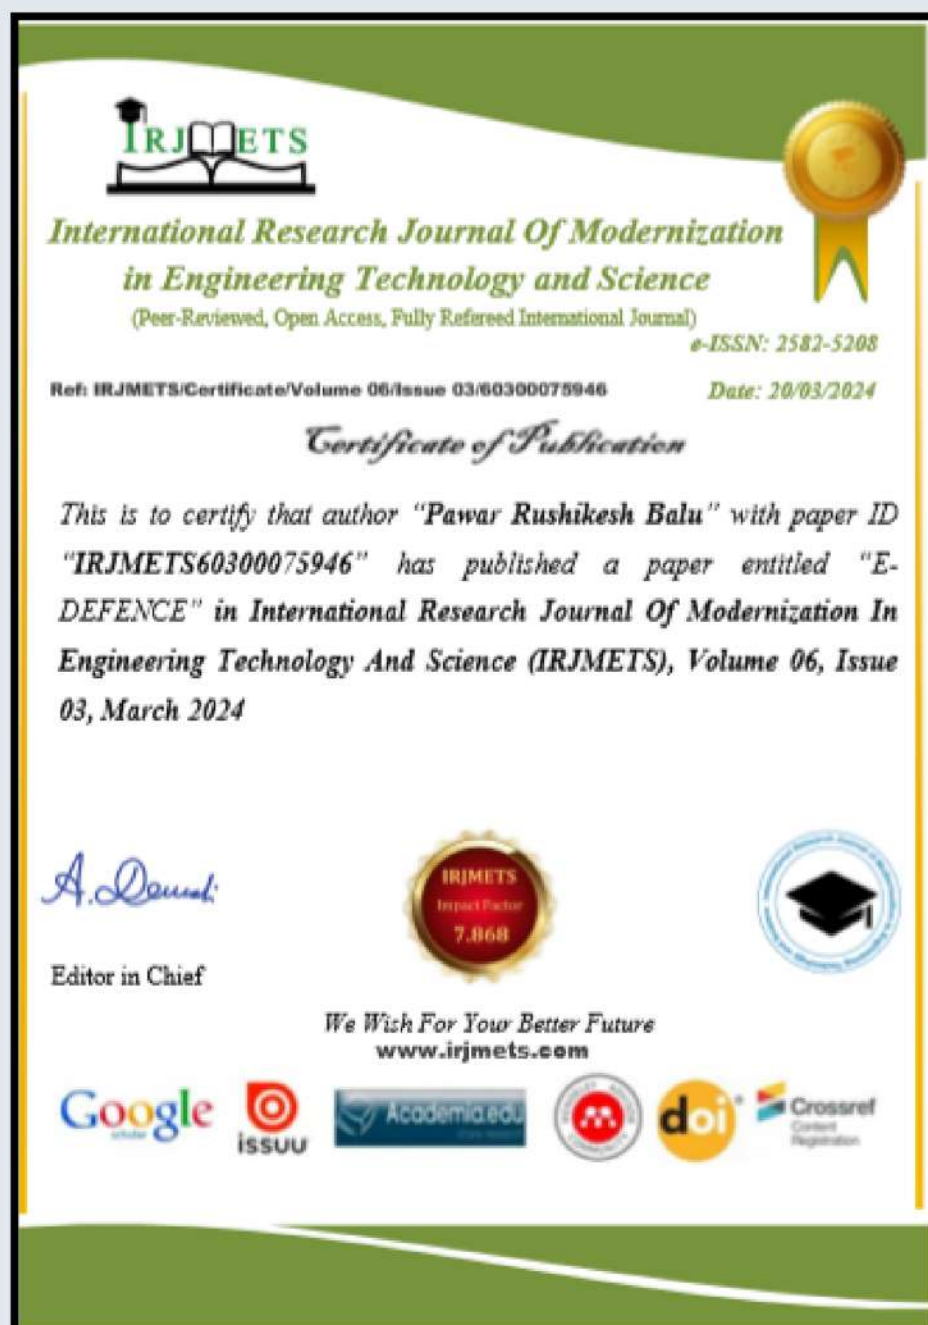 IRJMETS
International Research Journal Of Modernization
in Engineering Technology and Science
(Peer-Reviewed, Open Access, Fully Refereed International Journal)
e-ISSN: 2582-5208
Ref: IRJMETS/Certificate/Volume 06/Issue 03/60300075946
Date: 20/03/2024
Certificate of Publication
This is to certify that author "Pawar Rushikesh Balu" with paper ID
"IRJMETS60300075946" has published a paper entitled "E-
DEFENCE" in International Research Journal Of Modernization In
Engineering Technology And Science (IRJMETS), Volume 06, Issue
03, March 2024
IRJMETS
Impact Factor
7.868
Editor in Chief
We Wish For Your Better Future
www.irjmets.com
Google
scholar
issuu
Academia.edu
doi
Crossref
Content
Registration